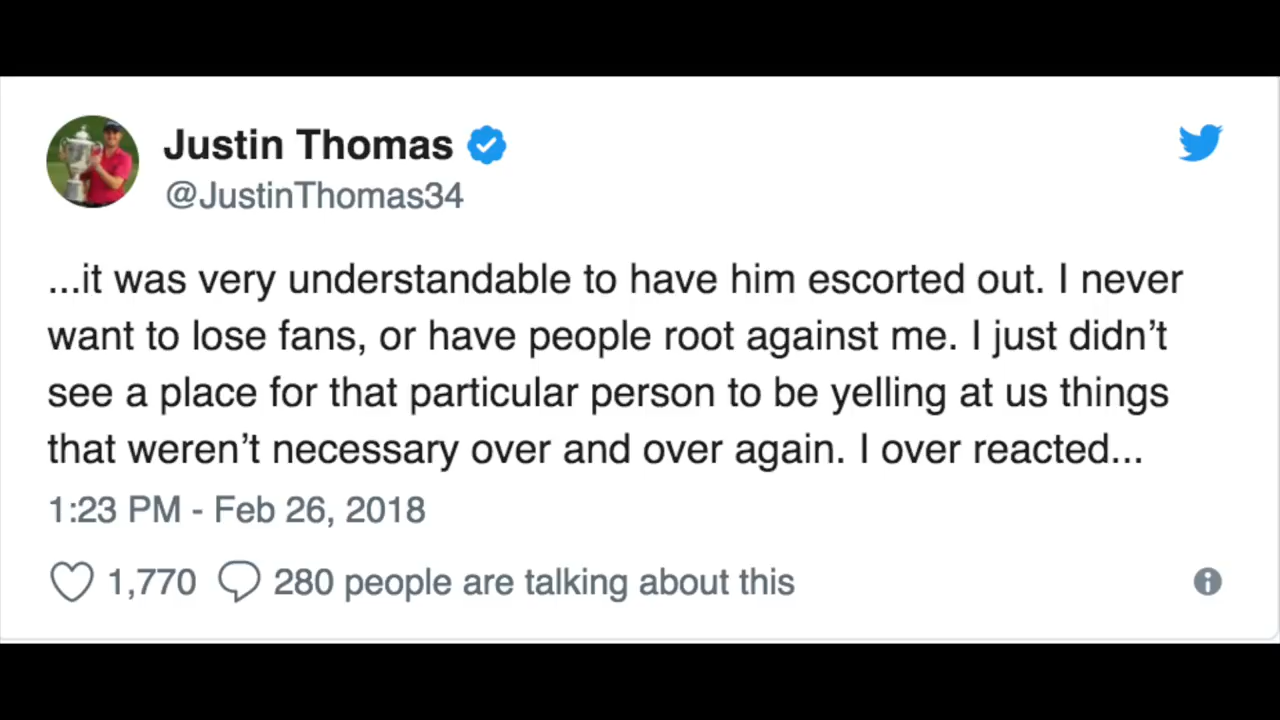 Justin Thomas
@JustinThomas34
...it was very understandable to have him escorted out. I never
want to lose fans, or have people root against me. I just didn’t
see a place for that particular person to be yelling at us things
that weren’t necessary over and over again. I over reacted...
1:23 PM - Feb 26, 2018
1,770 280 people are talking about this